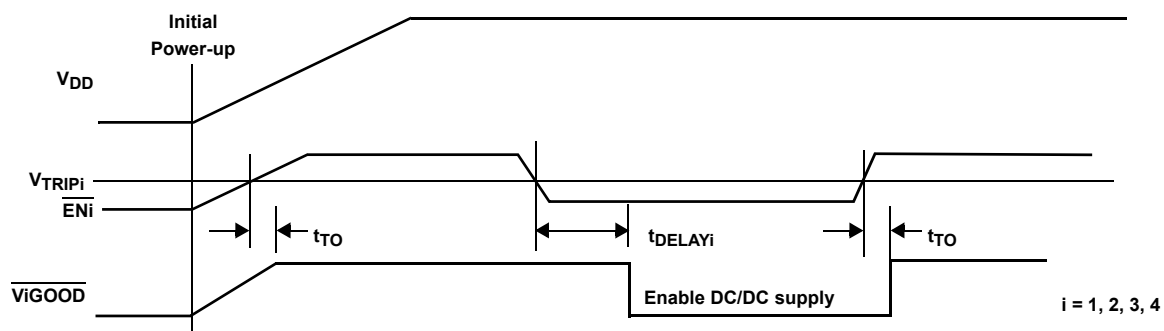 Initial
Power-up
VDD
VTRIPi
ENi
tTO
tDELAYi
tTO
ViGOOD
Enable DC/DC supply
i = 1, 2, 3, 4